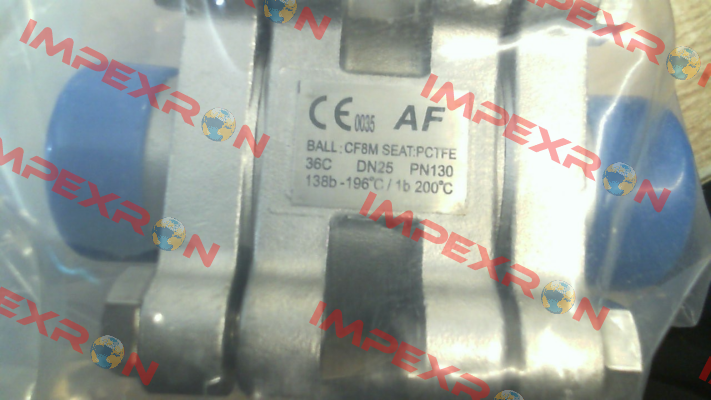 IMPEXRON
IMPEXRON
CE 0035 AF
BALL:CF8M SEAT:PCTFE
36C DN25 PN130
138b-196°C/1b 200°C
IMPEXRON
IMPEXRON
IMPEXRON
IMPEXRON